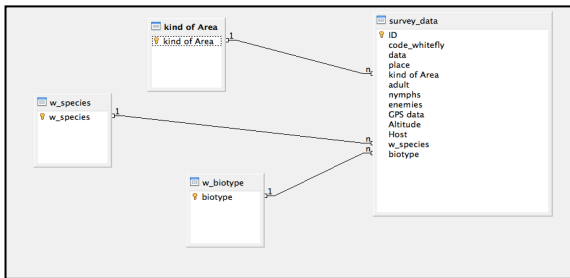 kind of Area
kind of Area
1
survey_data
ID
code_whitefly
data
place
kind of Area
adult
nymphs
enemies
GPS data
Altitude
Host
w_species
biotype
n
n
n
w_species
w_species
1
w_biotype
biotype
1